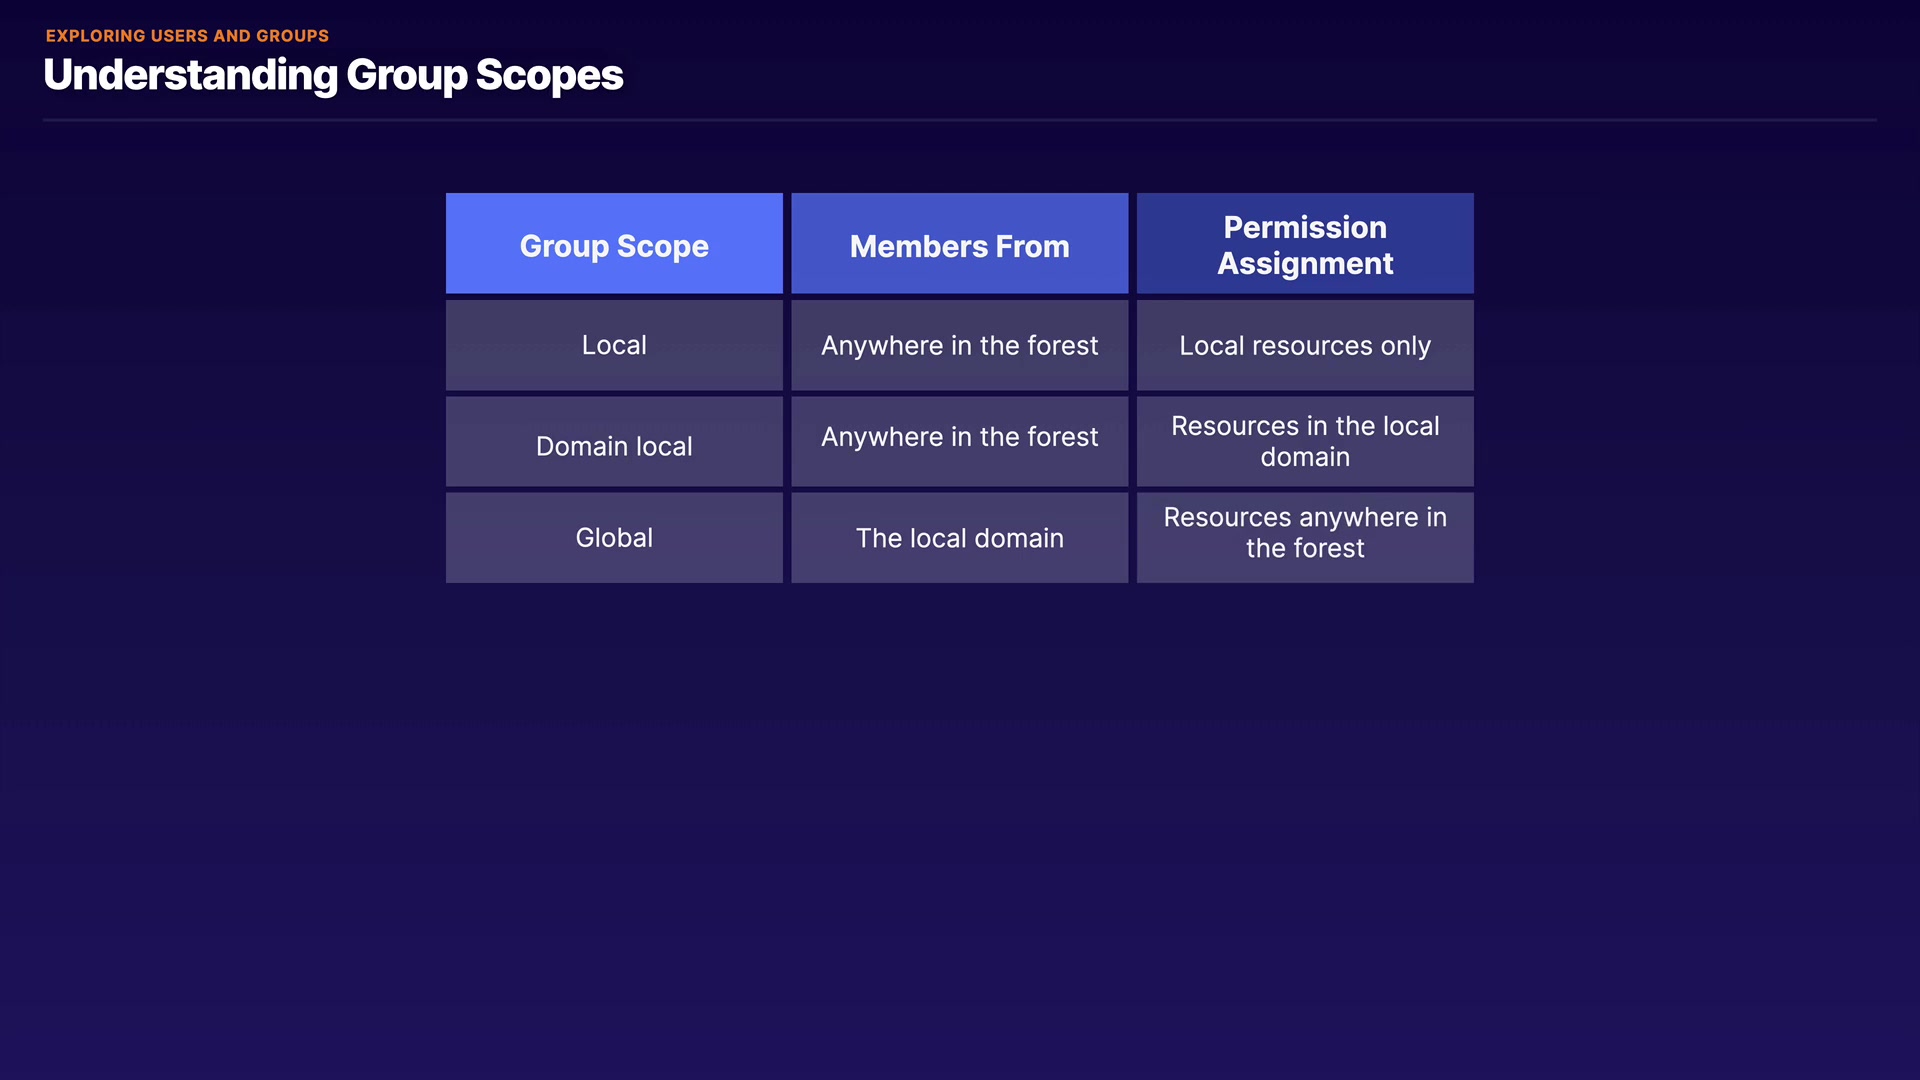 EXPLORING USERS AND GROUPS
Understanding Group Scopes
Group Scope
Members From
Permission
Assignment
Local
Anywhere in the forest
Local resources only
Domain local
Anywhere in the forest
Resources in the local
domain
Global
The local domain
Resources anywhere in
the forest